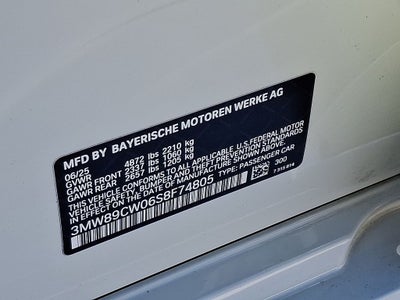 MFD BY BAYERISCHE MOTOREN WERKE AG
06/25
GVWR 4872 lbs 2210 kg
GAWR FRONT 2337 lbs 1060 kg
GAWR REAR 2657 lbs 1205 kg
THIS VEHICLE CONFORMS TO ALL APPLICABLE U.S. FEDERAL MOTOR
VEHICLE SAFETY, BUMPER, AND THEFT PREVENTION STANDARDS
IN EFFECT ON THE DATE OF MANUFACTURE SHOWN ABOVE.
3MW89CW06SBF74805 TYPE: PASSENGER CAR
300